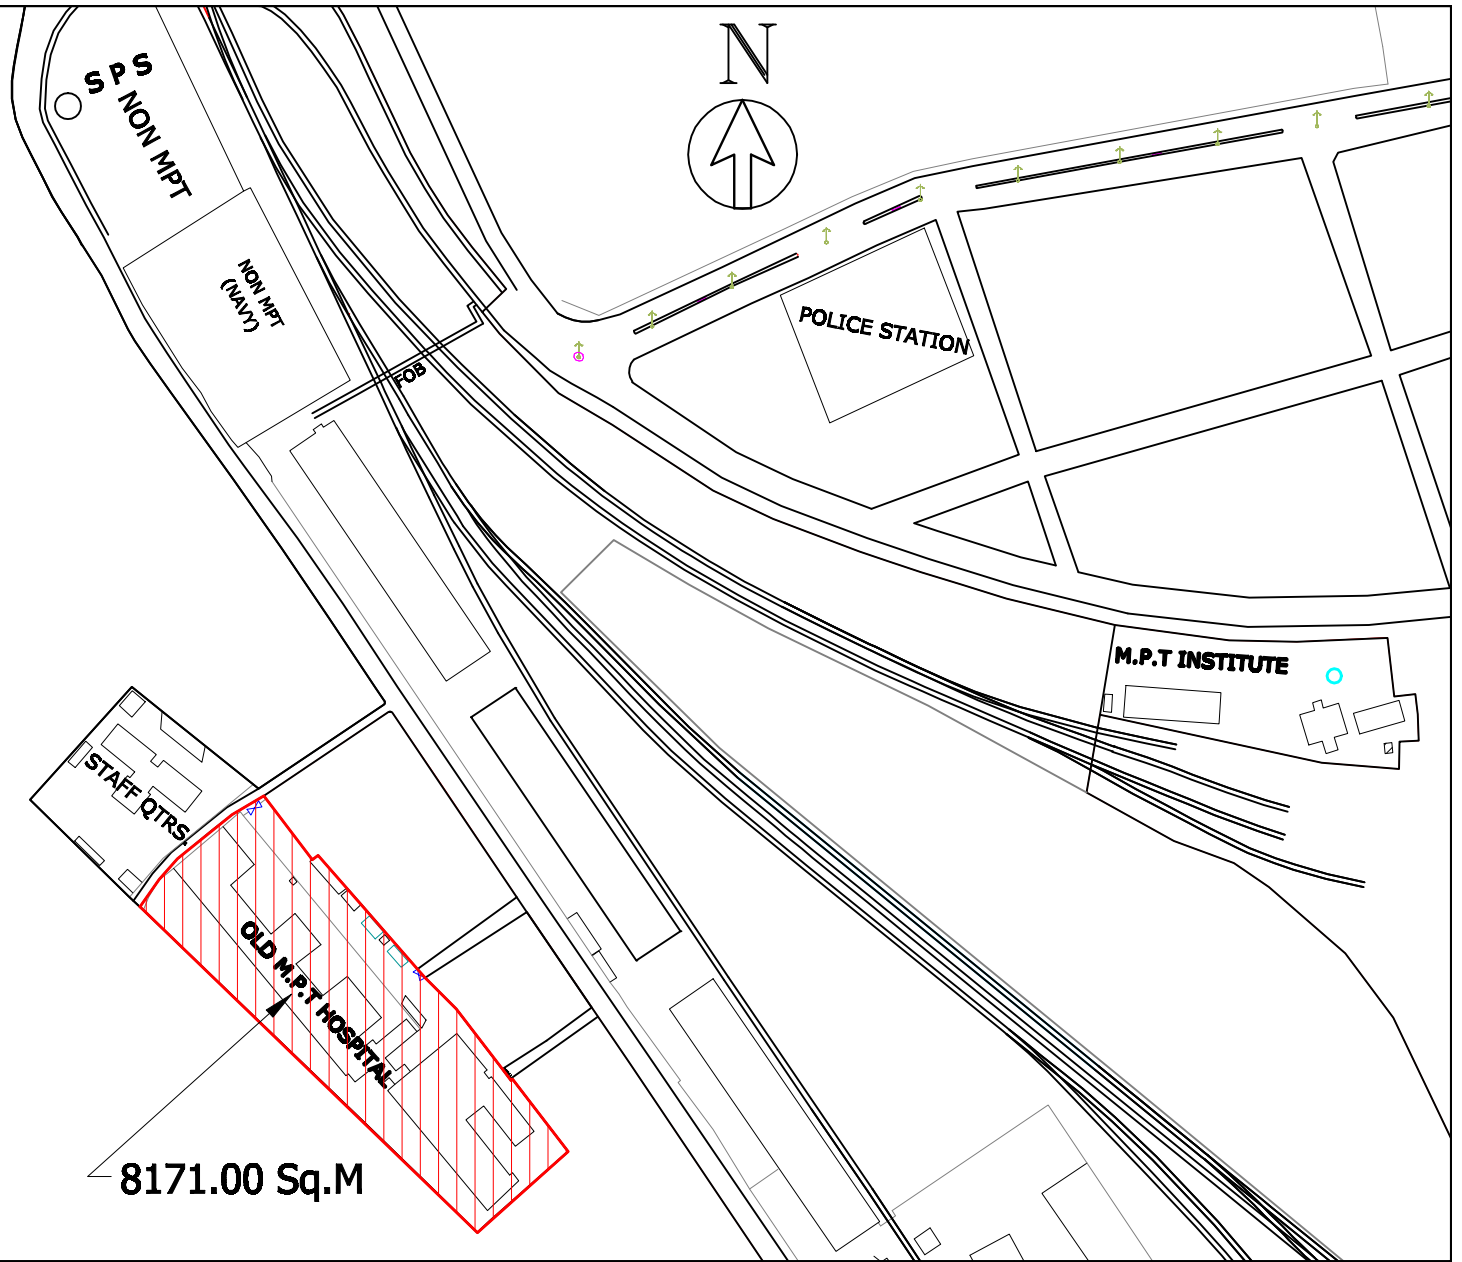 N
S P S
NON MPT
NON MPT
(NAVY)
FOB
POLICE STATION
M.P.T INSTITUTE
STAFF QTRS.
OLD M.P.T HOSPITAL
8171.00 Sq.M